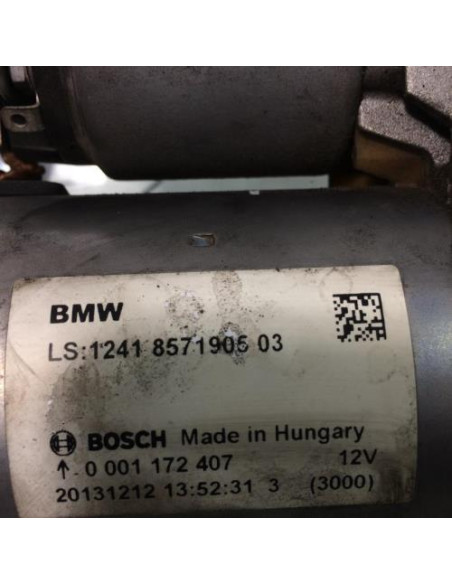 BMW
LS:1241 8571906 03
BOSCH Made in Hungary
↑ 0 001 172 407 12V
20131212 13:52:31 3 (3000)